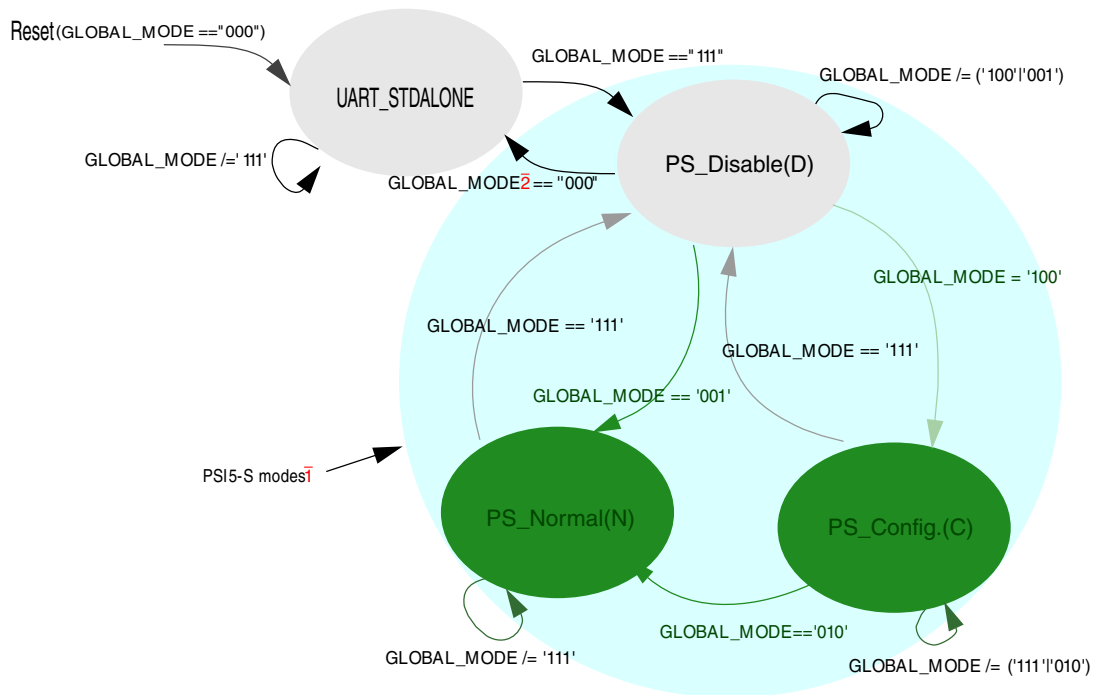 Reset(GLOBAL_MODE =="000")
GLOBAL_MODE =="111"
GLOBAL_MODE /= ('100'|'001')
UART_STDALONE
GLOBAL_MODE /='111'
PS_Disable(D)
GLOBAL_MODE2 == "000"
GLOBAL_MODE = '100'
GLOBAL_MODE == '111'
GLOBAL_MODE == '111'
GLOBAL_MODE == '001'
PSI5-S modes1
PS_Normal(N)
PS_Config.(C)
GLOBAL_MODE=='010'
GLOBAL_MODE /= '111'
GLOBAL_MODE /= ('111'|'010')